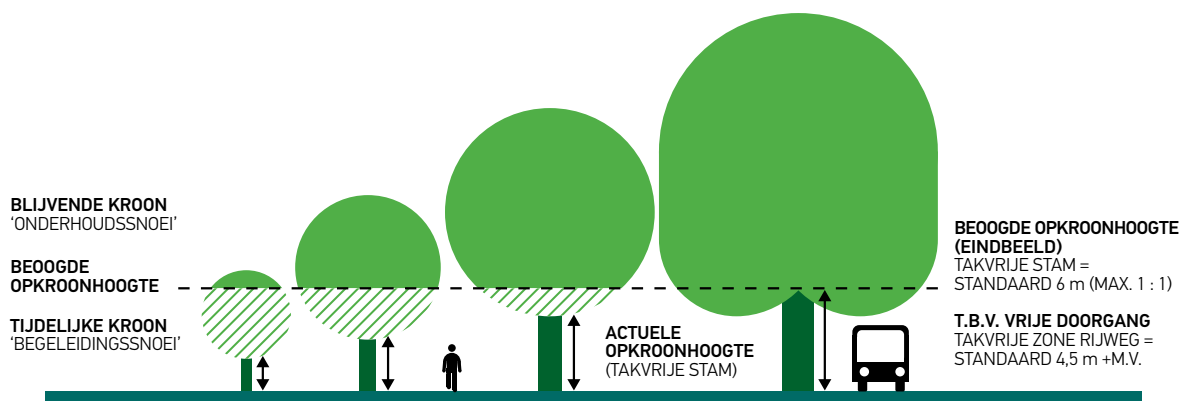 BLIJVENDE KROON
‘ONDERHOUDSSNOEI’
BEOOGDE
OPKROONHOOGTE
TIJDELIJKE KROON
‘BEGELEIDINGSSNOEI’
ACTUELE
OPKROONHOOGTE
(TAKVRIJE STAM)
BEOOGDE OPKROONHOOGTE
(EINDBEELD)
TAKVRIJE STAM =
STANDAARD 6 m (MAX. 1 : 1)
T.B.V. VRIJE DOORGANG
TAKVRIJE ZONE RIJWEG =
STANDAARD 4,5 m +M.V.